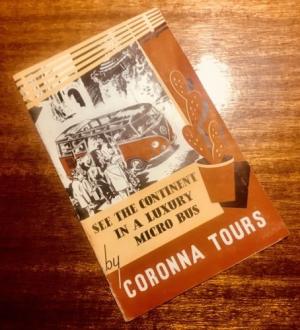 SEE THE CONTINENT
IN A LUXURY
MICRO BUS
by
CORONNA TOURS